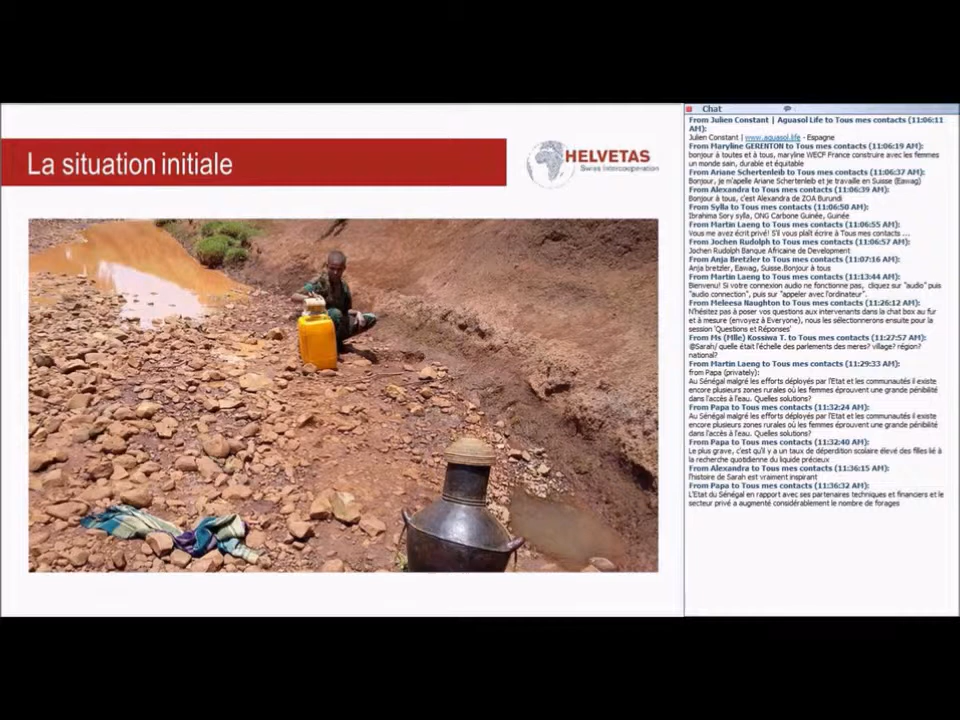 La situation initiale
HELVETAS
Swiss Intercooperation
Chat
From Julien Constant | Aguasol Life to Tous mes contacts (11:06:11
AM):
Julien Constant | www.aguasol.life - Espagne
From Maryline GERENTON to Tous mes contacts (11:06:19 AM):
bonjour à toutes et à tous, maryline WECF France construire avec les femmes
un monde sain, durable et équitable
From Ariane Schertenleib to Tous mes contacts (11:06:37 AM):
Bonjour, je m'apelle Ariane Schertenleib et je travaille en Suisse (Eawag)
From Alexandra to Tous mes contacts (11:06:39 AM):
Bonjour à tous, c'est Alexandra de ZOA Burundi
From Sylla to Tous mes contacts (11:06:50 AM):
Ibrahima Sory sylla, ONG Carbone Guinée, Guinée
From Martin Laeng to Tous mes contacts (11:06:55 AM):
Vous me avez écrit privé! S'il vous plaît écrire à Tous mes contacts ...
From Jochen Rudolph to Tous mes contacts (11:06:57 AM):
Jochen Rudolph Banque Africaine de Development
From Anja Bretzler to Tous mes contacts (11:07:16 AM):
Anja bretzler, Eawag, Suisse.Bonjour à tous
From Martin Laeng to Tous mes contacts (11:13:44 AM):
Bienvenu! Si votre connexion audo ne fonctionne pas, cliquez sur "audio" puis
"audio connection", puis sur "appeler avec l'ordinateur".
From Meleesa Naughton to Tous mes contacts (11:26:12 AM):
N'hésitez pas à poser vos questions aux intervenants dans la chat box au fur
et à mesure (envoyez à Everyone), nous les sélectionnerons ensuite pour la
session 'Questions et Réponses'
From Ms (Mlle) Kossiwa T. to Tous mes contacts (11:27:57 AM):
@Sarah/ quelle était l'échelle des parlements des meres? village? région?
national?
From Martin Laeng to Tous mes contacts (11:29:33 AM):
from Papa (privately):
Au Sénégal malgré les efforts déployés par l'Etat et les communautés il existe
encore plusieurs zones rurales où les femmes éprouvent une grande pénibilité
dans l'accès à l'eau. Quelles solutions?
From Papa to Tous mes contacts (11:32:24 AM):
Au Sénégal malgré les efforts déployés par l'Etat et les communautés il existe
encore plusieurs zones rurales où les femmes éprouvent une grande pénibilité
dans l'accès à l'eau. Quelles solutions?
From Papa to Tous mes contacts (11:32:40 AM):
Le plus grave, c'est qu'il y a un taux de déperdition scolaire élevé des filles lié à
la recherche quotidienne du liquide précieux
From Alexandra to Tous mes contacts (11:36:15 AM):
l'histoire de Sarah est vraiment inspirant
From Papa to Tous mes contacts (11:36:32 AM):
L'Etat du Sénégal en rapport avec ses partenaires techniques et financiers et le
secteur privé a augmenté considérablement le nombre de forages